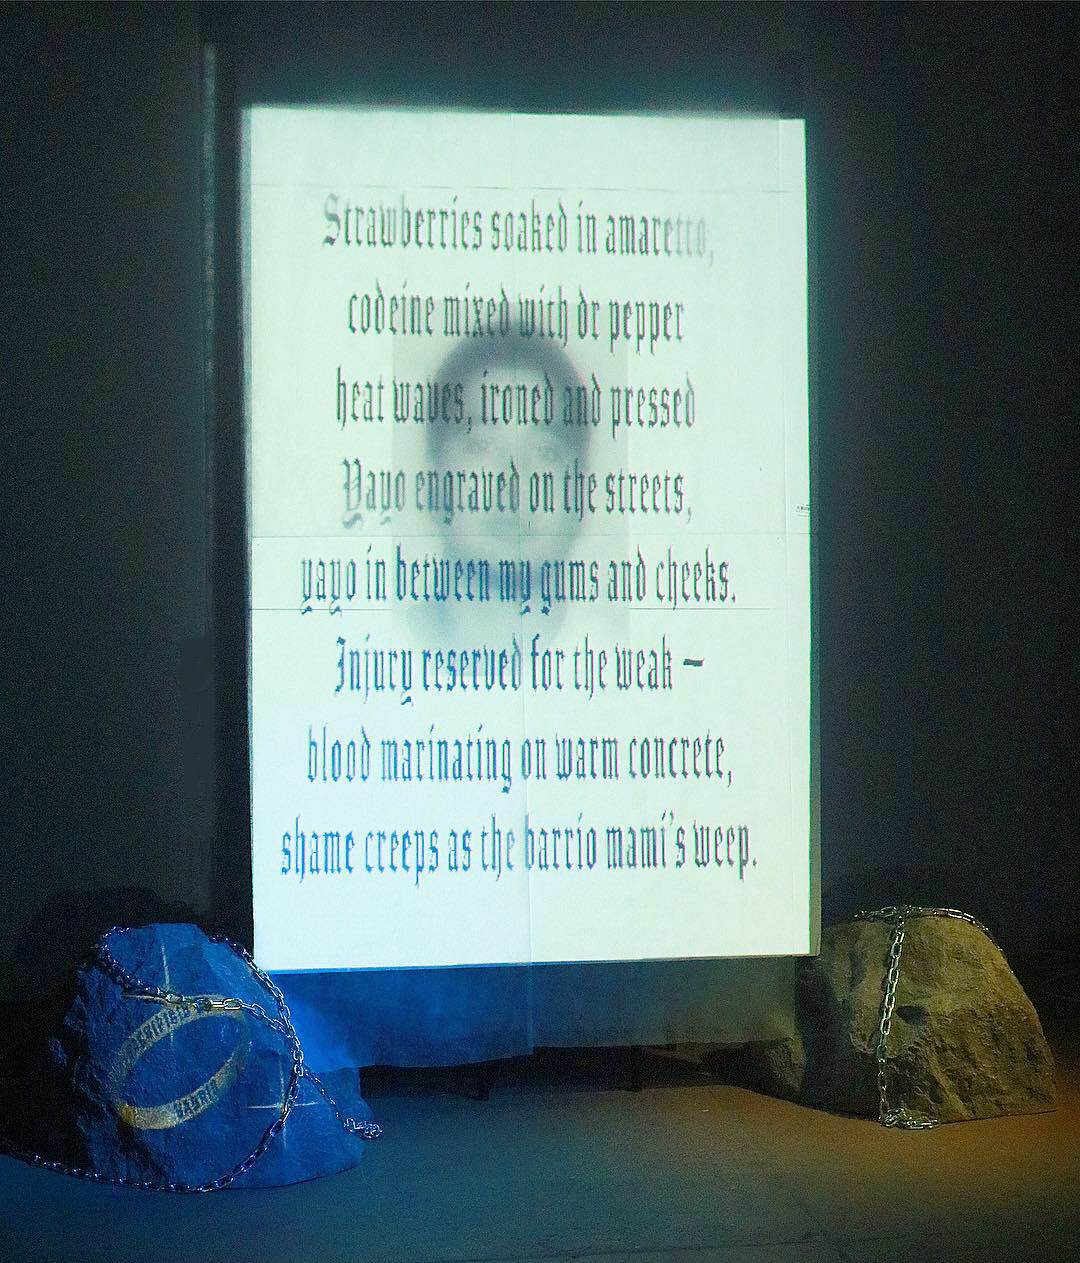 Strawberries soaked in amaretto,
codeine mixed with dr pepper
heat waves, ironed and pressed
Yayo engraved on the streets,
yayo in between my gums and cheeks.
Injury reserved for the weak –
blood marinating on warm concrete,
shame creeps as the barrio mami's weep.